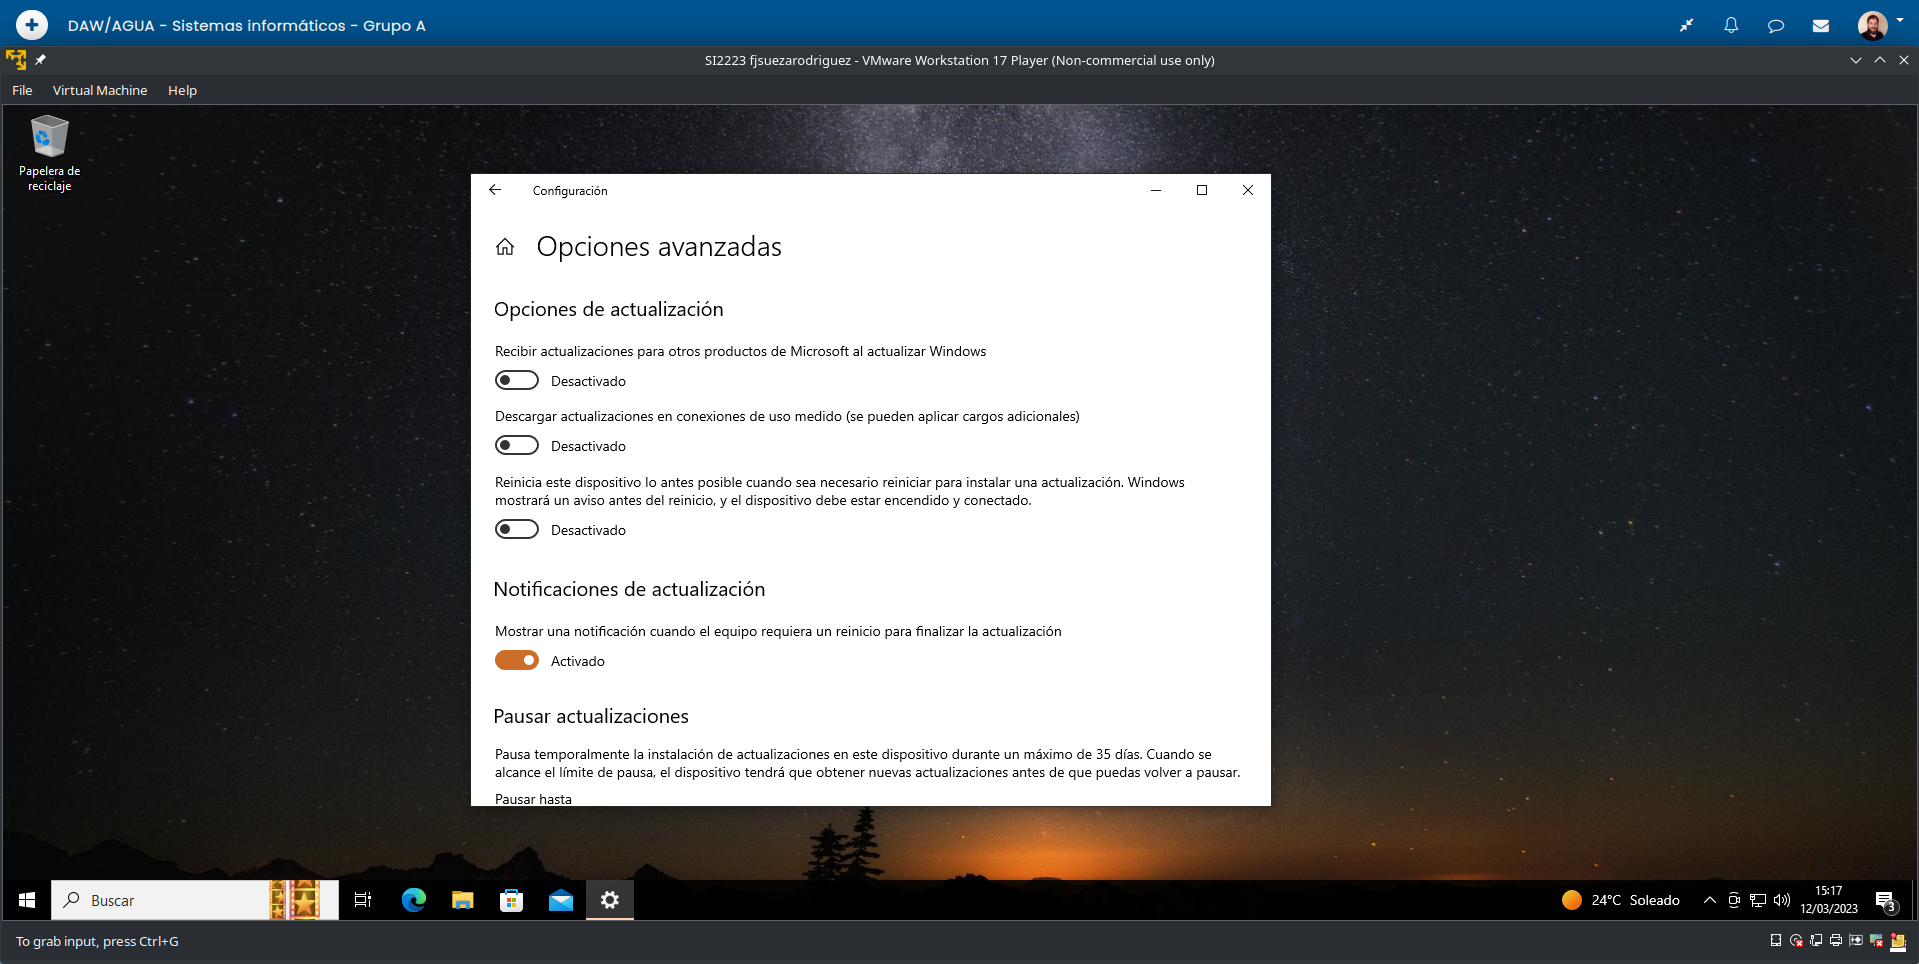 DAW/AGUA - Sistemas informáticos - Grupo A
SI2223 fjsuezarodriguez - VMware Workstation 17 Player (Non-commercial use only)
File Virtual Machine Help
Papelera de
reciclaje
Configuración
Opciones avanzadas
Opciones de actualización
Recibir actualizaciones para otros productos de Microsoft al actualizar Windows
Desactivado
Descargar actualizaciones en conexiones de uso medido (se pueden aplicar cargos adicionales)
Desactivado
Reinicia este dispositivo lo antes posible cuando sea necesario reiniciar para instalar una actualización. Windows
mostrará un aviso antes del reinicio, y el dispositivo debe estar encendido y conectado.
Desactivado
Notificaciones de actualización
Mostrar una notificación cuando el equipo requiera un reinicio para finalizar la actualización
Activado
Pausar actualizaciones
Pausa temporalmente la instalación de actualizaciones en este dispositivo durante un máximo de 35 días. Cuando se
alcance el límite de pausa, el dispositivo tendrá que obtener nuevas actualizaciones antes de que puedas volver a pausar.
Pausar hasta
Buscar
24°C Soleado
15:17
12/03/2023
3
To grab input, press Ctrl+G